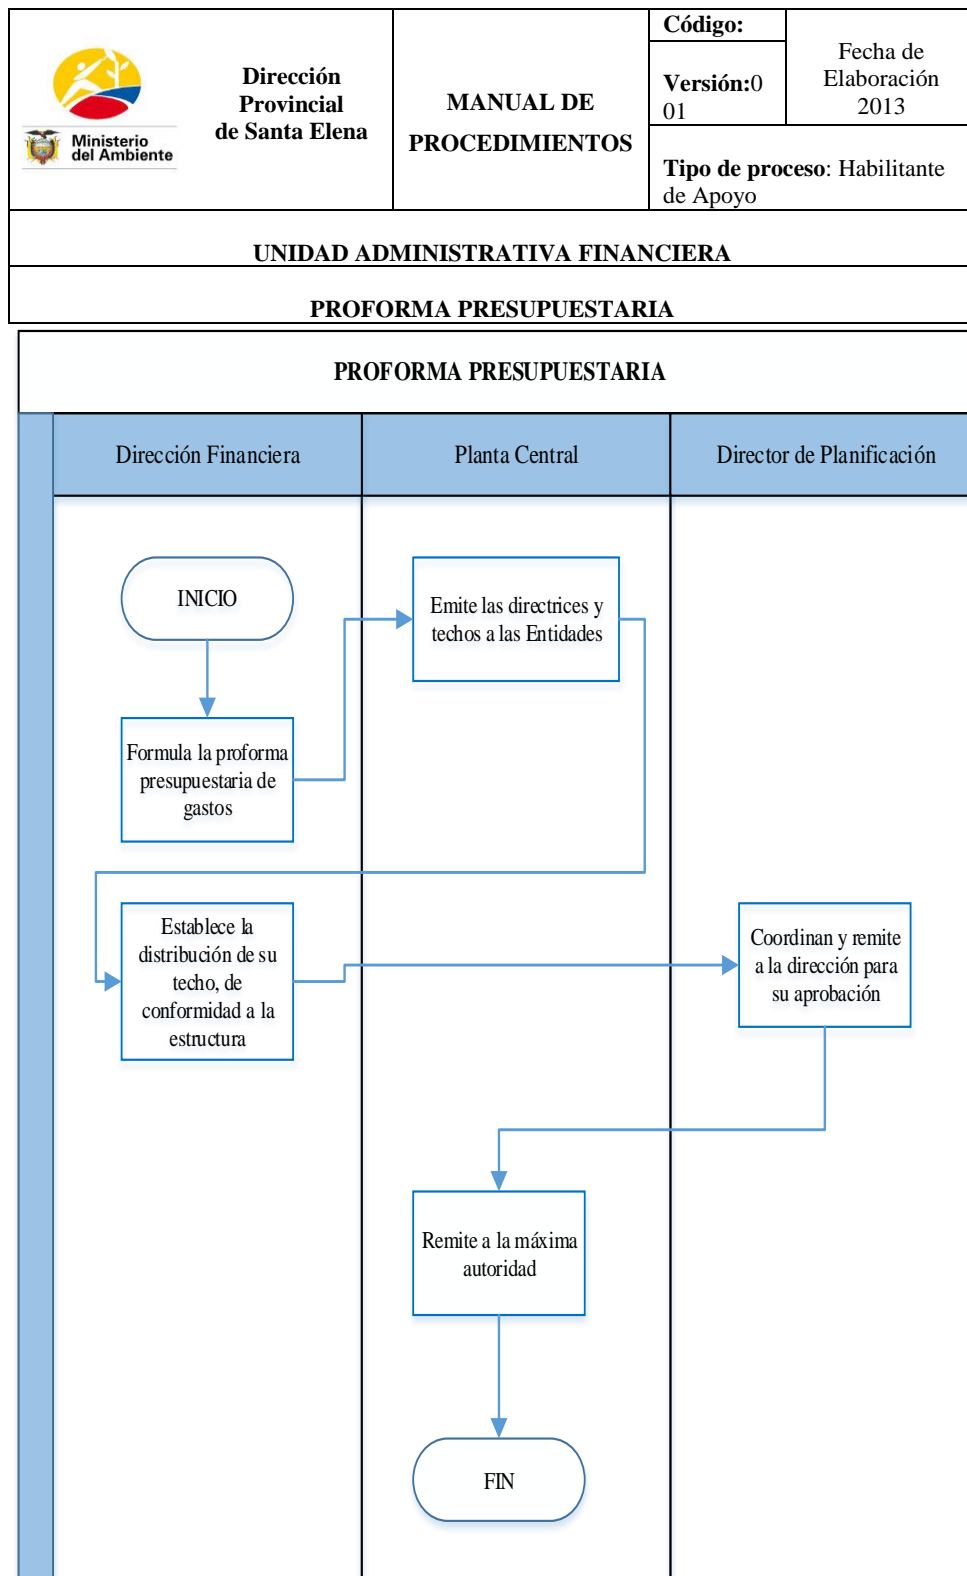 Ministerio
del Ambiente
Dirección
Provincial
de Santa Elena
MANUAL DE
PROCEDIMIENTOS
Código:
Versión:0
01
Fecha de
Elaboración
2013
Tipo de proceso: Habilitante
de Apoyo
UNIDAD ADMINISTRATIVA FINANCIERA
PROFORMA PRESUPUESTARIA
PROFORMA PRESUPUESTARIA
Dirección Financiera
Planta Central
Director de Planificación
INICIO
Emite las directrices y
techos a las Entidades
Formula la proforma
presupuestaria de
gastos
Establece la
distribución de su
techo, de
conformidad a la
estructura
Coordinan y remite
a la dirección para
su aprobación
Remite a la máxima
autoridad
FIN